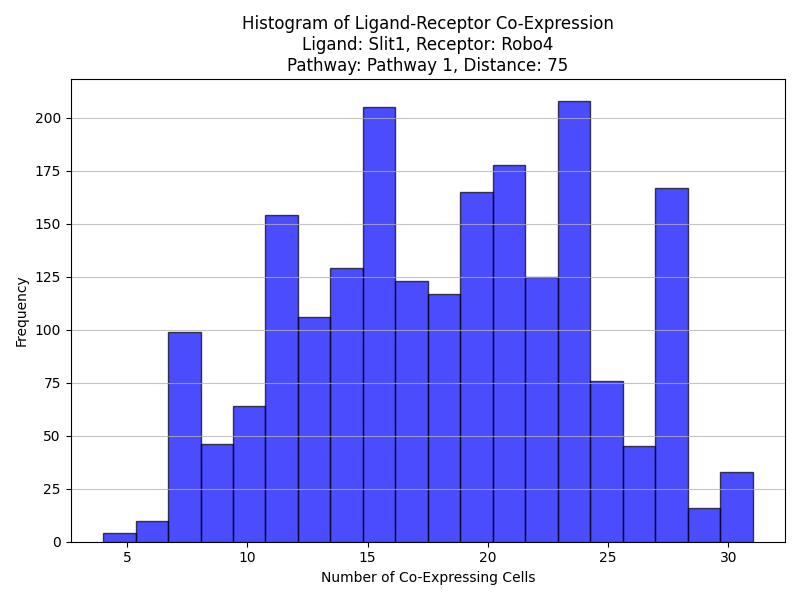 Histogram of Ligand-Receptor Co-Expression
Ligand: Slit1, Receptor: Robo4
Pathway: Pathway 1, Distance: 75
200
175
150
125
100
75
50
25
0
Frequency
5 10 15 20 25 30
Number of Co-Expressing Cells